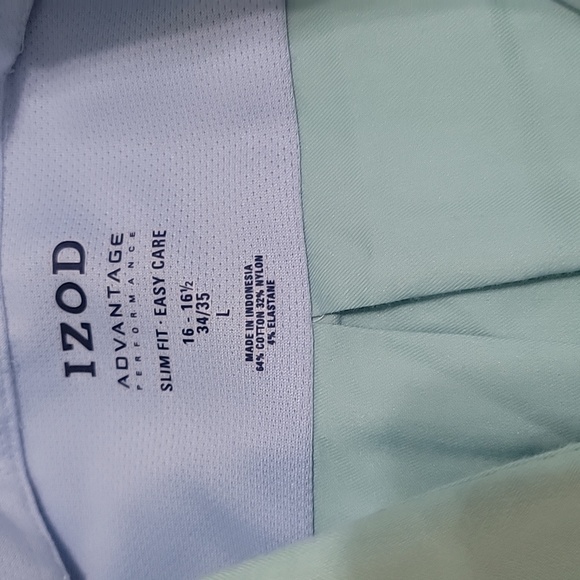 IZOD
ADVANTAGE
PERFORMANCE
SLIM FIT · EASY CARE
16 - 16½
34/35
L
MADE IN INDONESIA
64% COTTON 32% NYLON
4% ELASTANE